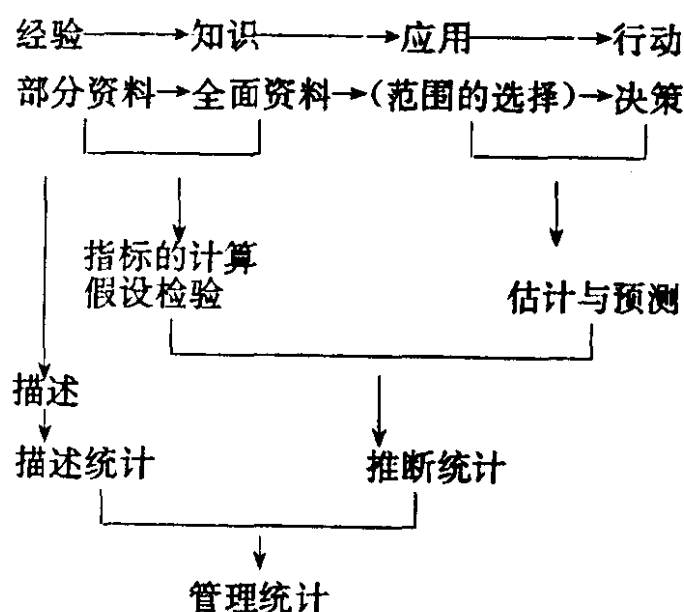 经验→知识→应用→行动
部分资料→全面资料→(范围的选择)→决策
指标的计算
假设检验
估计与预测
描述
描述统计
推断统计
管理统计